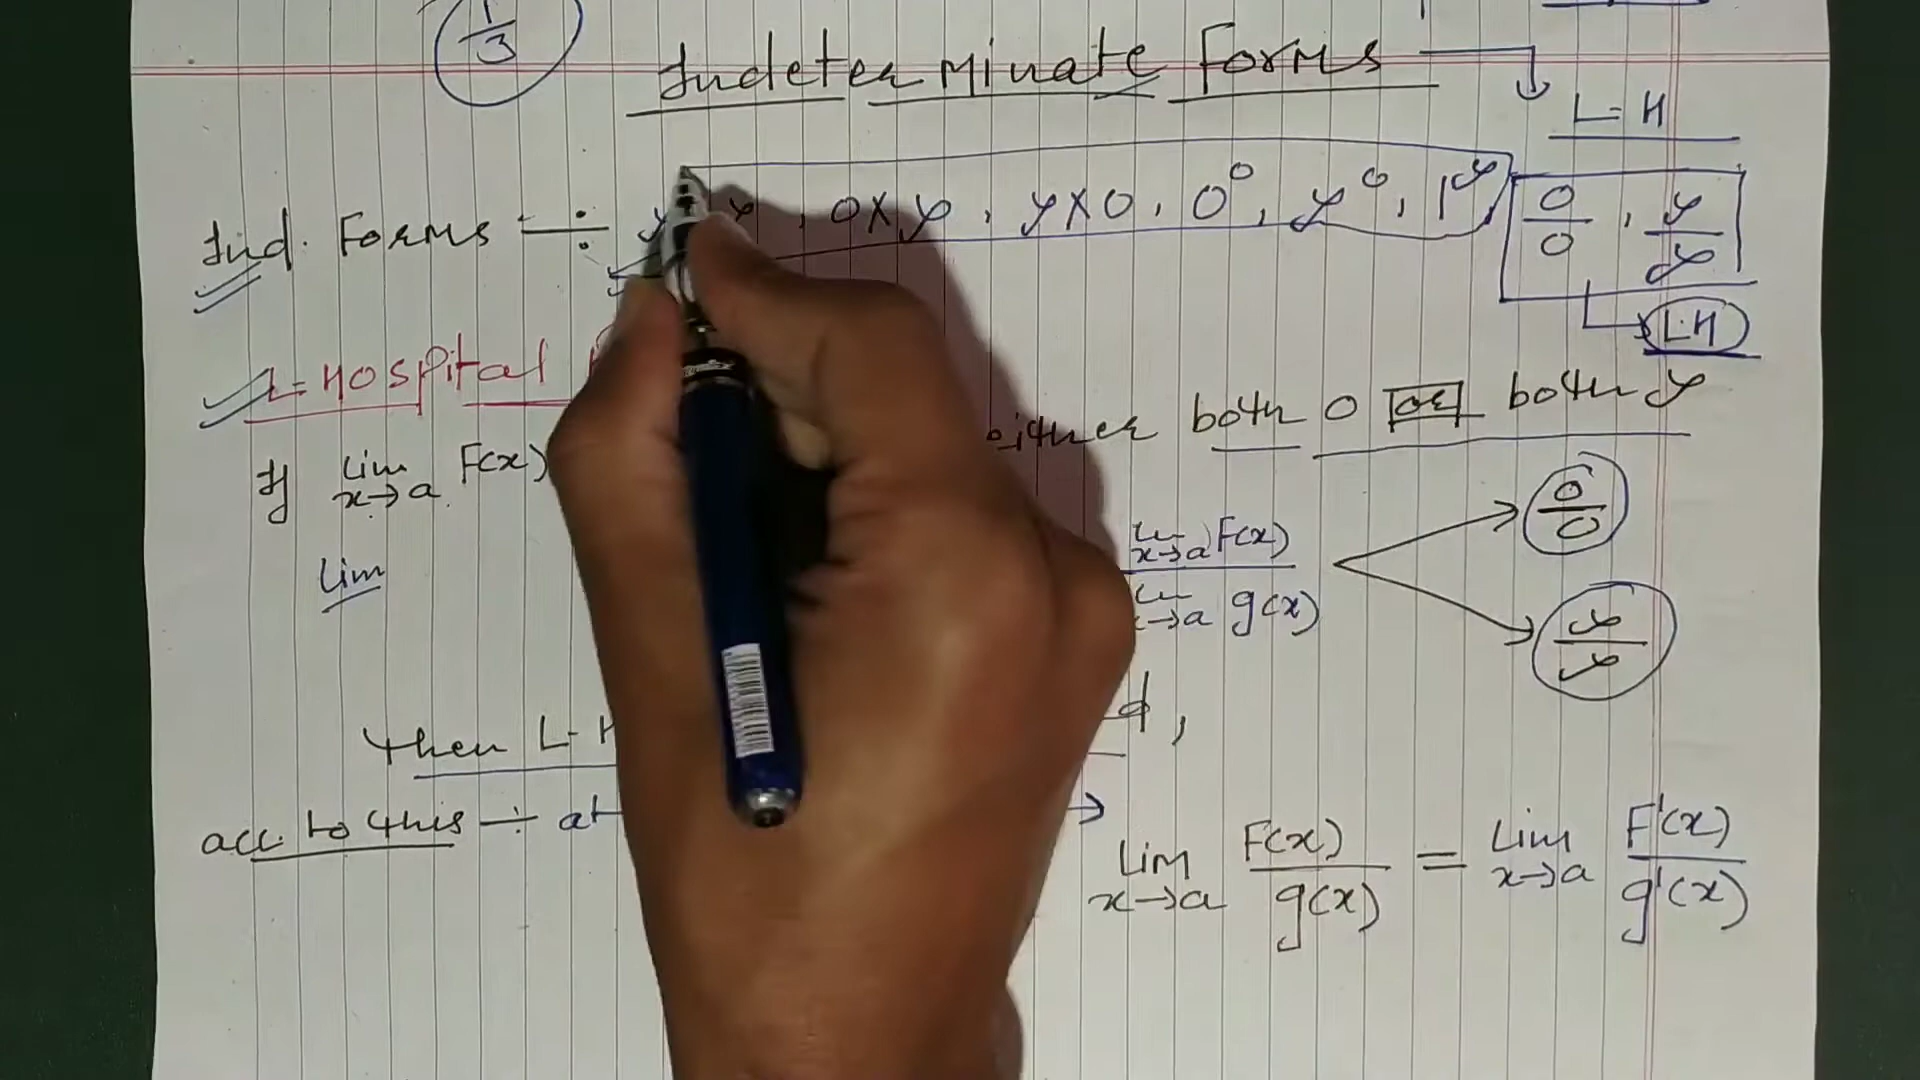 1/3
Indeterminate Forms
L-H
Ind. Forms ÷ , 0×∞, ∞×0, 0⁰, ∞⁰, 1^∞ 0/0, ∞/∞
L-H
L-Hospital
either both 0 or both ∞
If lim x→a F(x)
0/0
Lim
lim x→a F(x) / x→a g(x)
∞/∞
then L-H
acc. to this ÷ at →
Lim x→a F(x)/g(x) = Lim x→a F'(x)/g'(x)